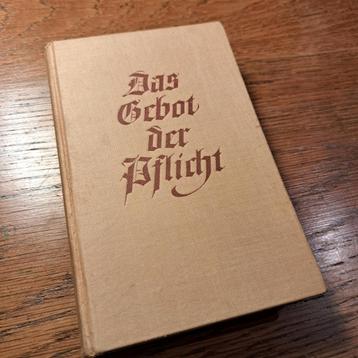 Das
Gebot
der
Pflicht